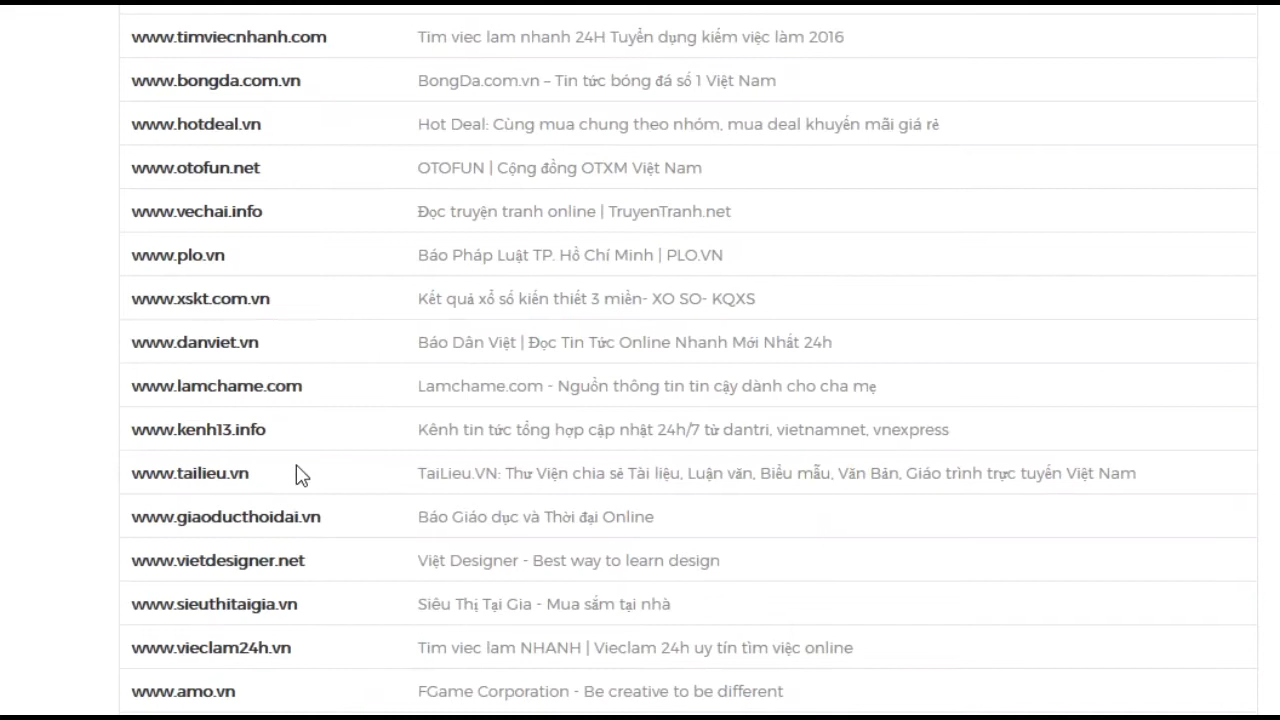 www.timviecnhanh.com Tim viec lam nhanh 24H Tuyển dụng kiếm việc làm 2016
www.bongda.com.vn BongDa.com.vn – Tin tức bóng đá số 1 Việt Nam
www.hotdeal.vn Hot Deal: Cùng mua chung theo nhóm, mua deal khuyến mãi giá rẻ
www.otofun.net OTOFUN | Cộng đồng OTXM Việt Nam
www.vechai.info Đọc truyện tranh online | TruyenTranh.net
www.plo.vn Báo Pháp Luật TP. Hồ Chí Minh | PLO.VN
www.xskt.com.vn Kết quả xổ số kiến thiết 3 miền- XO SO- KQXS
www.danviet.vn Báo Dân Việt | Đọc Tin Tức Online Nhanh Mới Nhất 24h
www.lamchame.com Lamchame.com - Nguồn thông tin tin cậy dành cho cha mẹ
www.kenh13.info Kênh tin tức tổng hợp cập nhật 24h/7 từ dantri, vietnamnet, vnexpress
www.tailieu.vn TaiLieu.VN: Thư Viện chia sẻ Tài liệu, Luận văn, Biểu mẫu, Văn Bản, Giáo trình trực tuyến Việt Nam
www.giaoducthoidai.vn Báo Giáo dục và Thời đại Online
www.vietdesigner.net Việt Designer - Best way to learn design
www.sieuthitaigia.vn Siêu Thị Tại Gia - Mua sắm tại nhà
www.vieclam24h.vn Tim viec lam NHANH | Vieclam 24h uy tín tìm việc online
www.amo.vn FGame Corporation - Be creative to be different